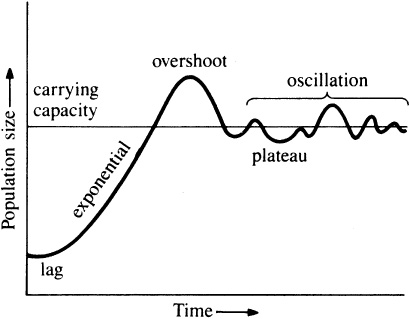 overshoot
oscillation
carrying
capacity
Population size
exponential
plateau
lag
Time